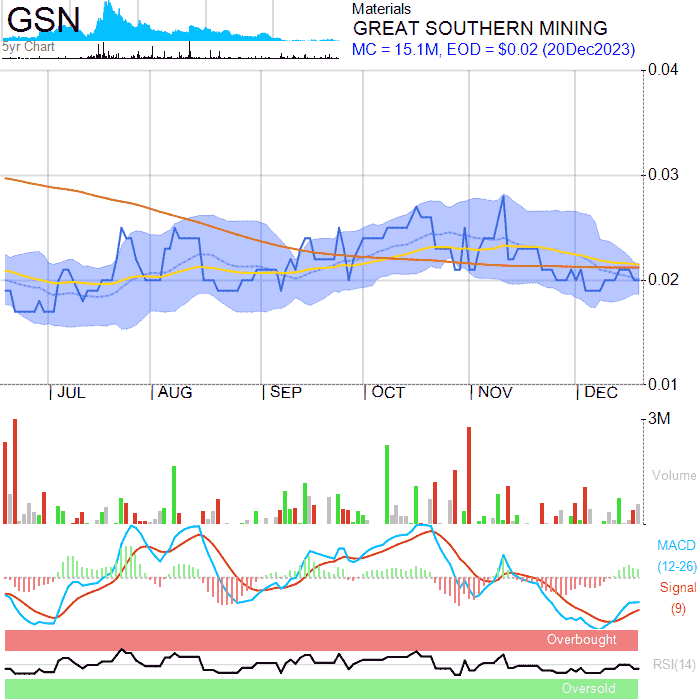 GSN
5yr Chart
Materials
GREAT SOUTHERN MINING
MC = 15.1M, EOD = $0.02 (20Dec2023)
0.04
0.03
0.02
0.01
JUL
AUG
SEP
OCT
NOV
DEC
3M
Volume
MACD
(12-26)
Signal
(9)
Overbought
RSI(14)
Oversold